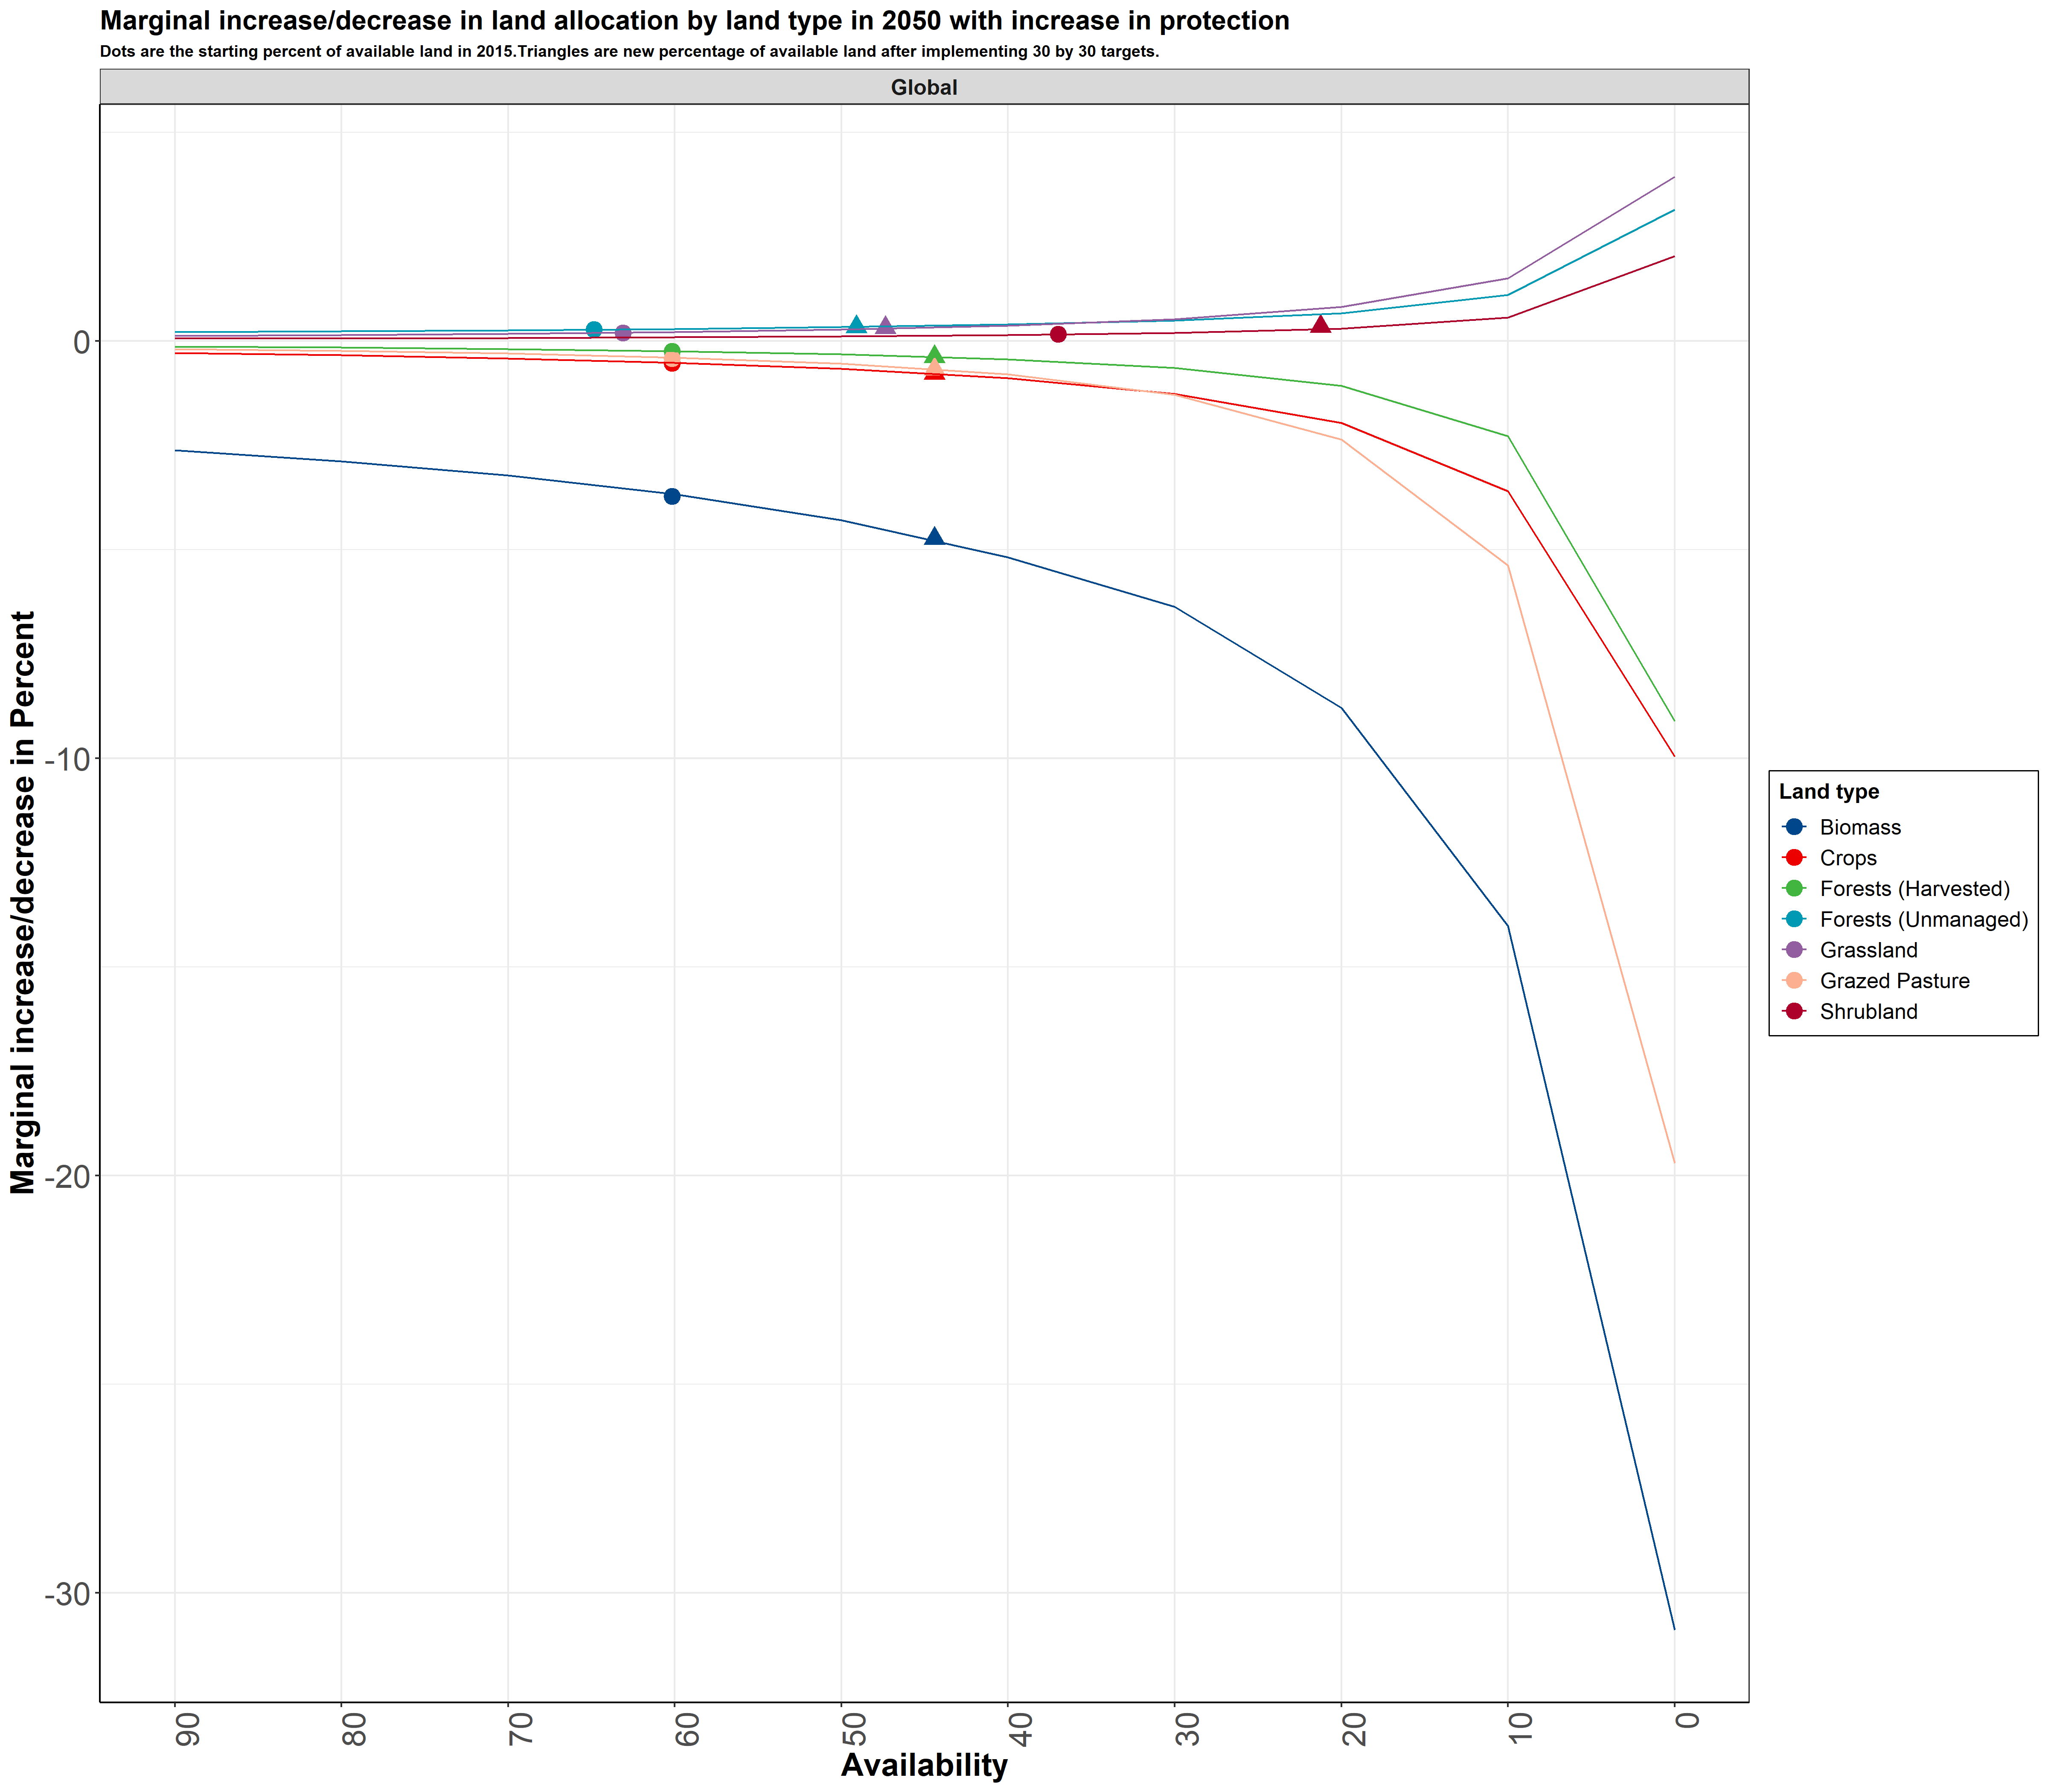 Marginal increase/decrease in land allocation by land type in 2050 with increase in protection
Dots are the starting percent of available land in 2015.Triangles are new percentage of available land after implementing 30 by 30 targets.
Global
Marginal increase/decrease in Percent
0
-10
-20
-30
90
80
70
60
50
40
30
20
10
0
Availability
Land type
Biomass
Crops
Forests (Harvested)
Forests (Unmanaged)
Grassland
Grazed Pasture
Shrubland